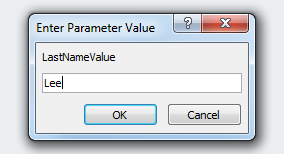 Enter Parameter Value
?
LastNameValue
Lee
OK Cancel